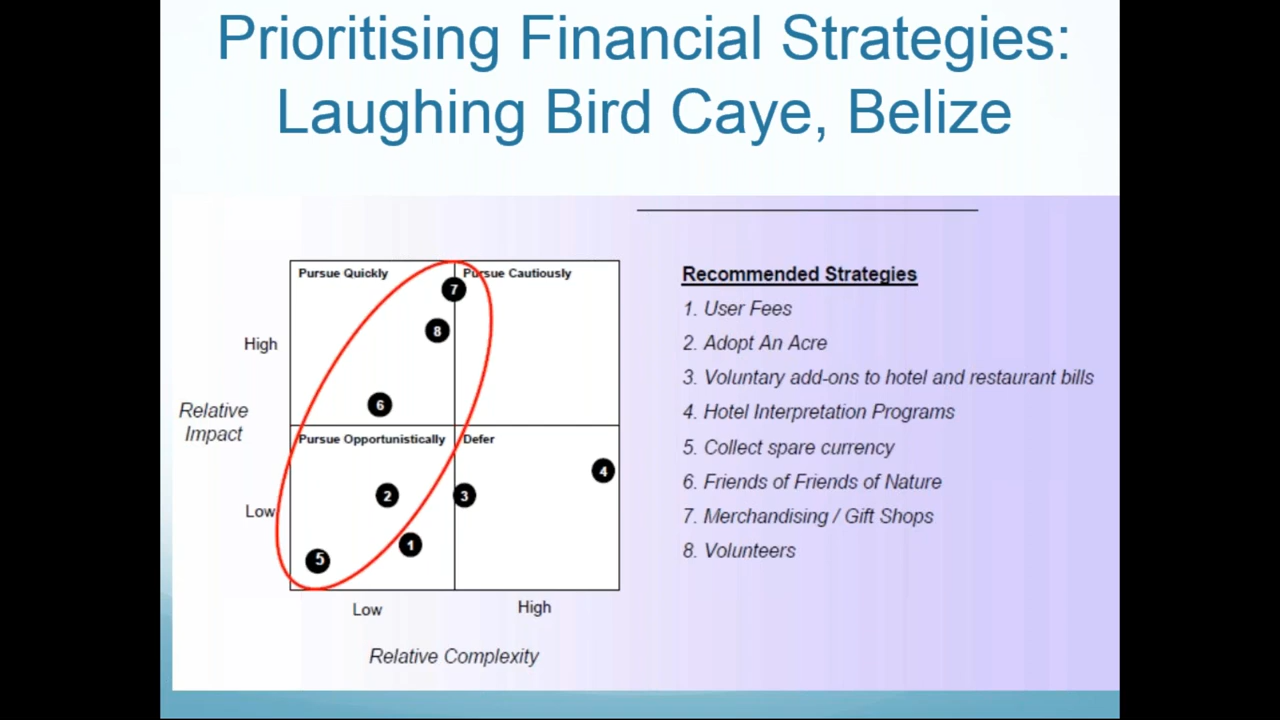 Prioritising Financial Strategies:
Laughing Bird Caye, Belize
Pursue Quickly
Pursue Cautiously
7
8
High
6
Relative
Impact
Pursue Opportunistically
Defer
4
2
3
Low
1
5
Low
High
Relative Complexity
Recommended Strategies
1. User Fees
2. Adopt An Acre
3. Voluntary add-ons to hotel and restaurant bills
4. Hotel Interpretation Programs
5. Collect spare currency
6. Friends of Friends of Nature
7. Merchandising / Gift Shops
8. Volunteers